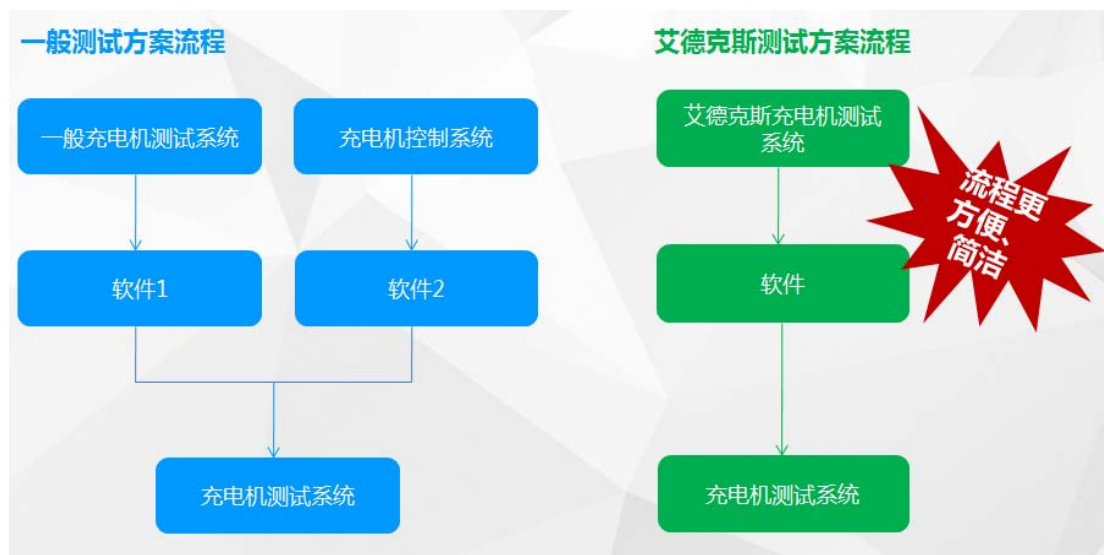 一般测试方案流程
艾德克斯测试方案流程
一般充电机测试系统
充电机控制系统
艾德克斯充电机测试
系统
流程更
方便、
简洁
软件1
软件2
软件
充电机测试系统
充电机测试系统